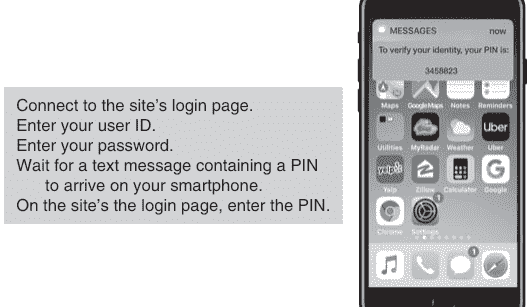 Connect to the site's login page.
Enter your user ID.
Enter your password.
Wait for a text message containing a PIN
to arrive on your smartphone.
On the site's the login page, enter the PIN.
MESSAGES now
To verify your identity, your PIN is:
3458823
Maps Google Maps Notes Reminders
Utilities MyRadar Weather Uber
Uber
yelp
Yelp Zillow Calculator Google
Chrome Settings
1
1